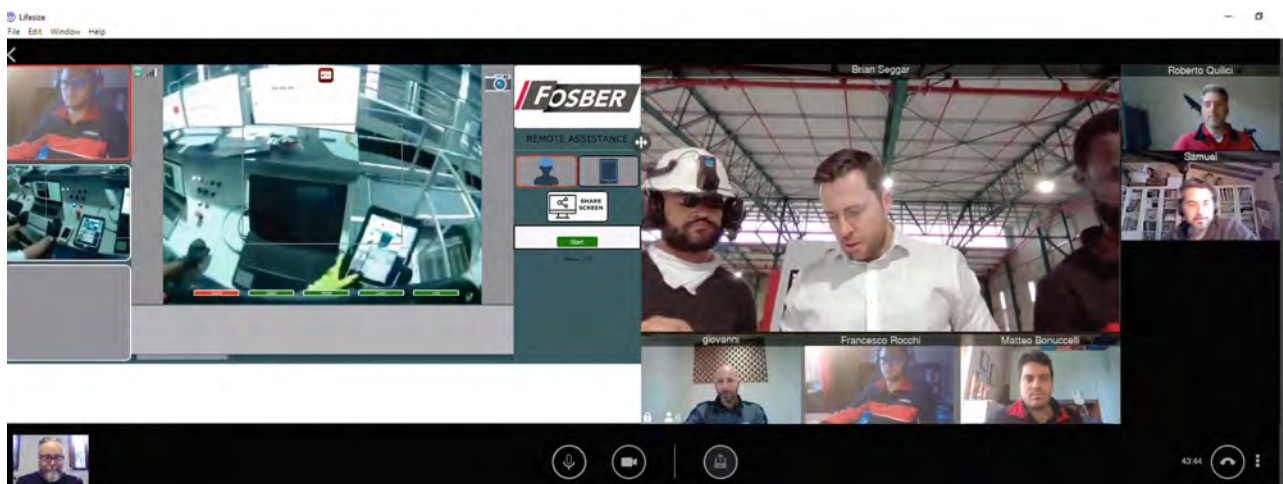 Lifesize
File Edit Window Help
FOSBER
REMOTE ASSISTANCE
SHARE
SCREEN
Start
Brian Seggar
Roberto Quilici
Samuel
giovanni
Francesco Rocchi
Matteo Bonuccelli
6
43:44